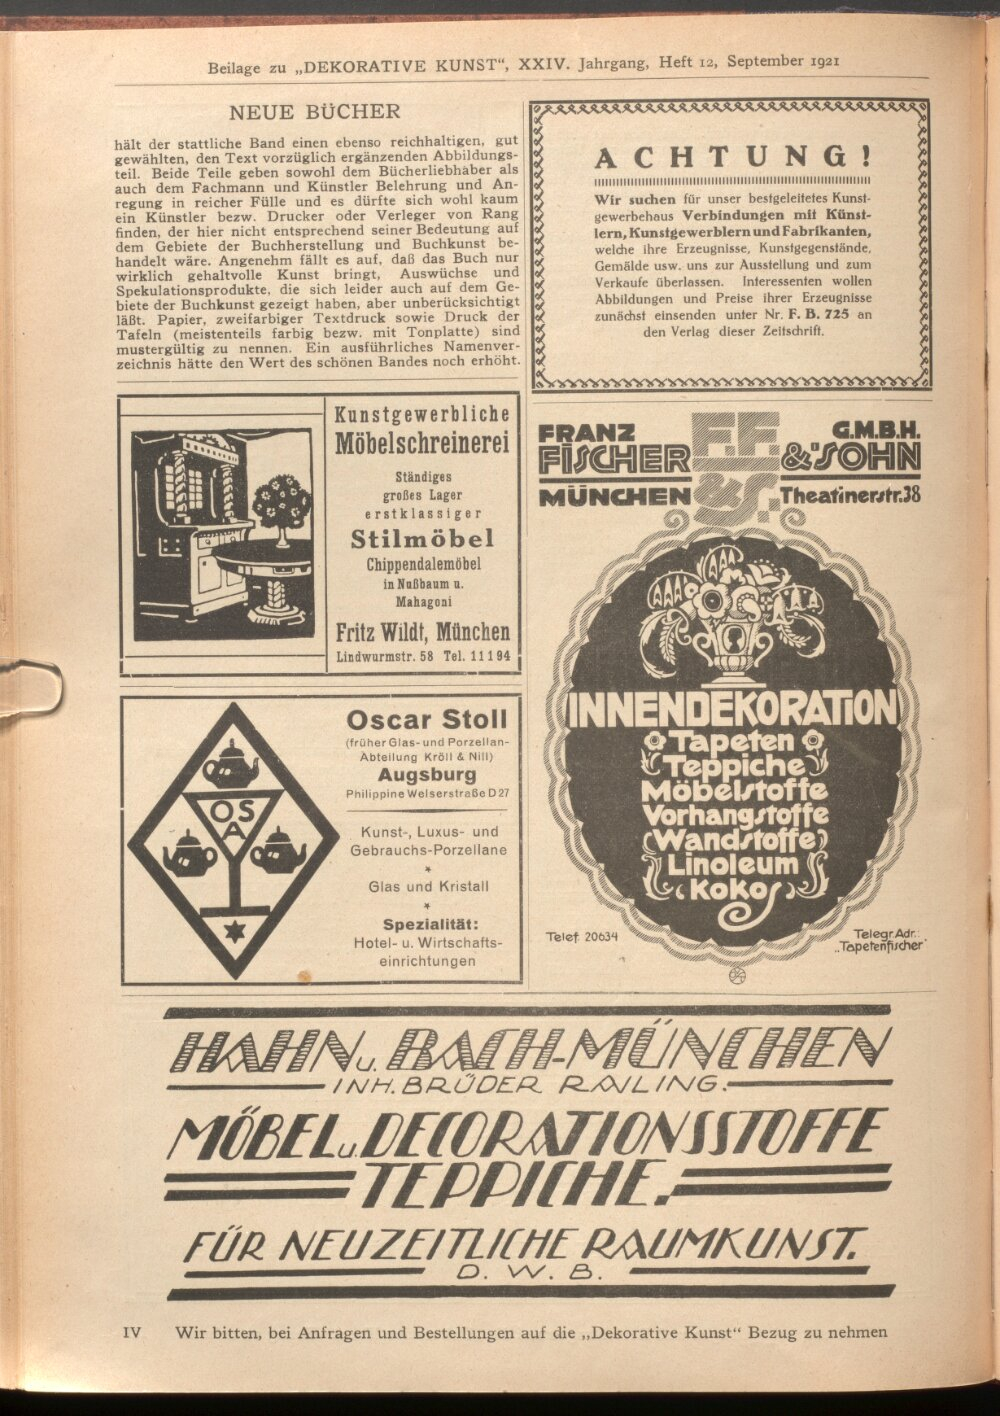 Beilage zu „DEKORATIVE KUNST“, XXIV. Jahrgang, Heft 12, September 1921
NEUE BÜCHER
hält der stattliche Band einen ebenso reichhaltigen, gut
gewählten, den Text vorzüglich ergänzenden Abbildungs-
teil. Beide Teile geben sowohl dem Bücherliebhaber als
auch dem Fachmann und Künstler Belehrung und An-
regung in reicher Fülle und es dürfte sich wohl kaum
ein Künstler bezw. Drucker oder Verleger von Rang
finden, der hier nicht entsprechend seiner Bedeutung auf
dem Gebiete der Buchherstellung und Buchkunst be-
handelt wäre. Angenehm fällt es auf, daß das Buch nur
wirklich gehaltvolle Kunst bringt, Auswüchse und
Spekulationsprodukte, die sich leider auch auf dem Ge-
biete der Buchkunst gezeigt haben, aber unberücksichtigt
läßt. Papier, zweifarbiger Textdruck sowie Druck der
Tafeln (meistenteils farbig bezw. mit Tonplatte) sind
mustergültig zu nennen. Ein ausführliches Namenver-
zeichnis hätte den Wert des schönen Bandes noch erhöht.
ACHTUNG!
Wir suchen für unser bestgeleitetes Kunst-
gewerbehaus Verbindungen mit Künst-
lern, Kunstgewerblern und Fabrikanten,
welche ihre Erzeugnisse, Kunstgegenstände,
Gemälde usw. uns zur Ausstellung und zum
Verkaufe überlassen. Interessenten wollen
Abbildungen und Preise ihrer Erzeugnisse
zunächst einsenden unter Nr. F. B. 725 an
den Verlag dieser Zeitschrift.
Kunstgewerbliche
Möbelschreinerei
Ständiges
großes Lager
erstklassiger
Stilmöbel
Chippendalemöbel
in Nußbaum u.
Mahagoni
Fritz Wildt, München
Lindwurmstr. 58 Tel. 11194
FRANZ F.F. G.M.B.H.
FISCHER & SOHN
MÜNCHEN & S. Theatinerstr. 38
INNENDEKORATION
Tapeten
Teppiche
Möbelstoffe
Vorhangstoffe
Wandstoffe
Linoleum
Kokos
Telef. 20634
Telegr. Adr.:
„Tapetenfischer“
OS
A
Oscar Stoll
(früher Glas- und Porzellan-
Abteilung Kröll & Nill)
Augsburg
Philippine Welserstraße D 27
Kunst-, Luxus- und
Gebrauchs-Porzellane
*
Glas und Kristall
*
Spezialität:
Hotel- u. Wirtschafts-
einrichtungen
HAHN u. BACH-MÜNCHEN
INH. BRÜDER RAILING.
MÖBEL u. DECORATIONSSTOFFE
TEPPICHE.
FÜR NEUZEITLICHE RAUMKUNST.
D. W. B.
IV Wir bitten, bei Anfragen und Bestellungen auf die „Dekorative Kunst“ Bezug zu nehmen